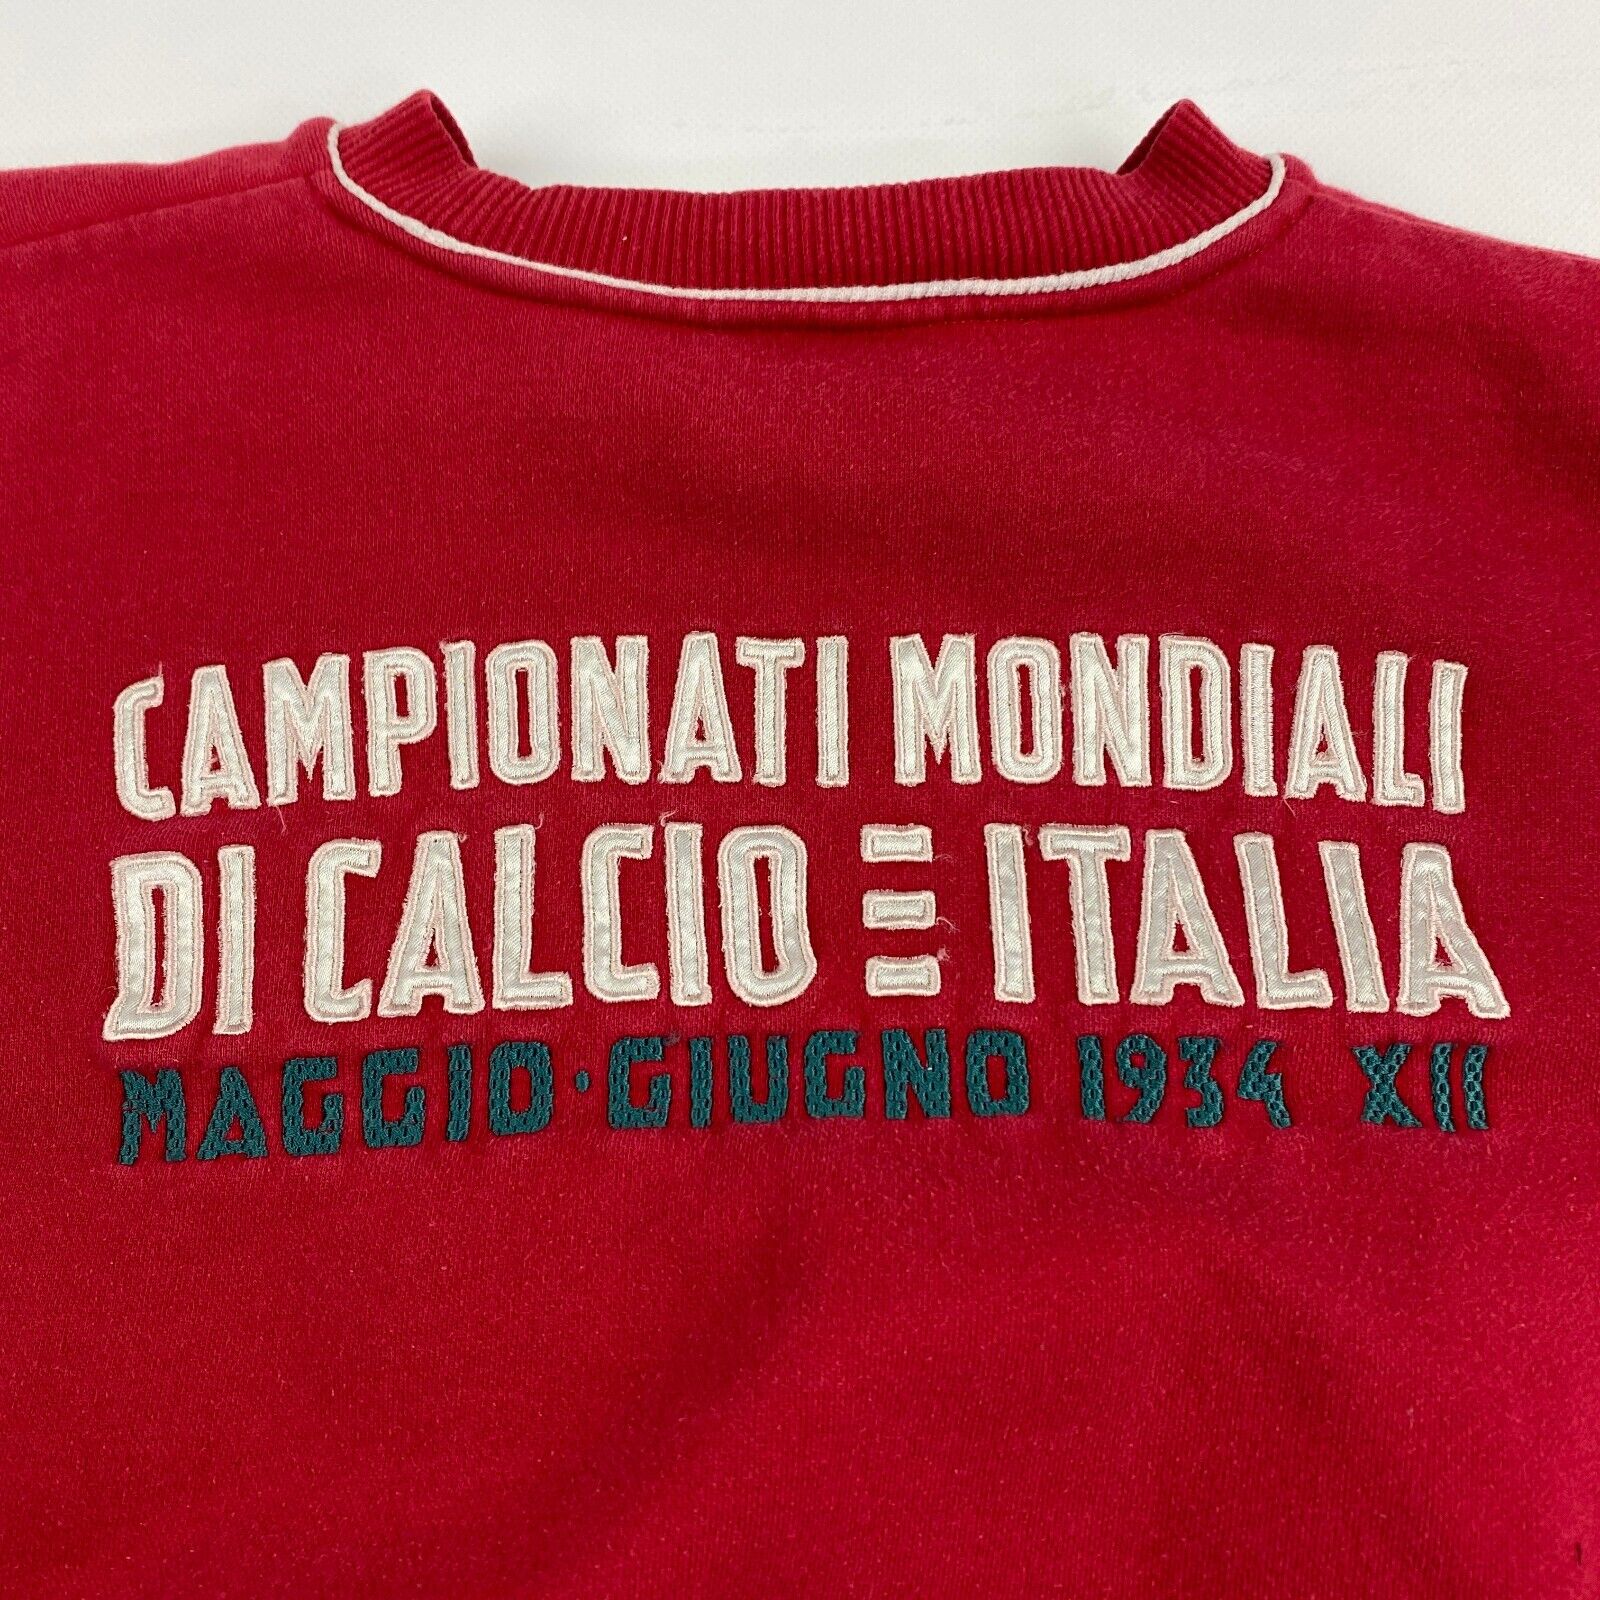 CAMPIONATI MONDIALI
DI CALCIO ITALIA
MAGGIO·GIUGNO 1934 XII